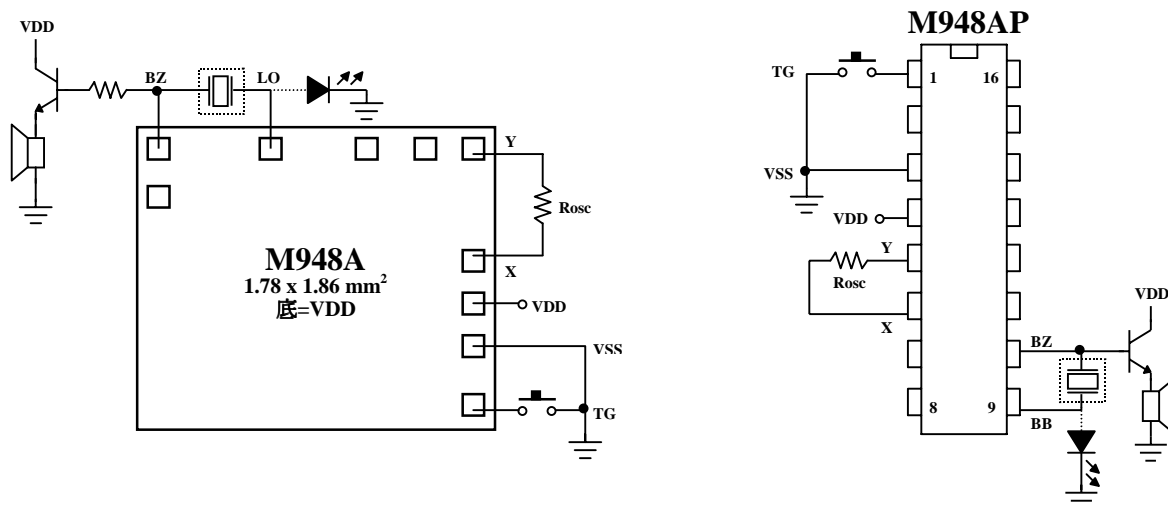 VDD
BZ
LO
Y
Rosc
X
M948A
1.78 x 1.86 mm²
底=VDD
VDD
VSS
TG
M948AP
TG
1
16
VSS
VDD
Y
Rosc
X
BZ
VDD
8
9
BB